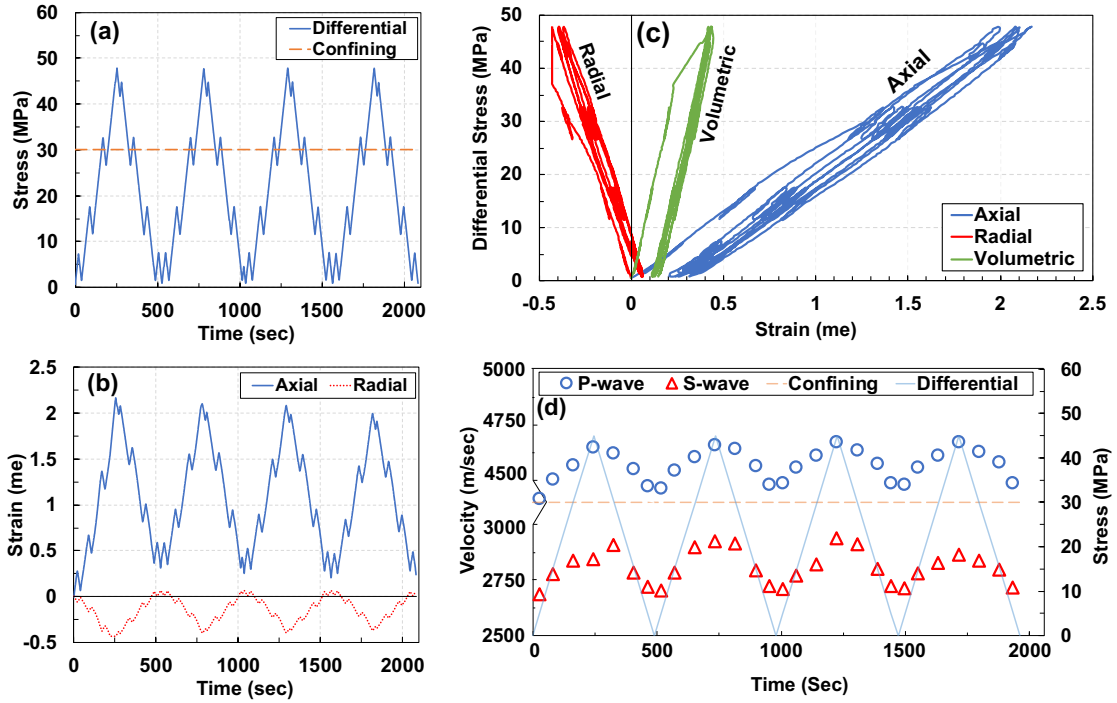 (a)
Differential
Confining
60
50
40
30
20
10
0
Stress (MPa)
0 500 1000 1500 2000
Time (sec)
(c)
Radial
Volumetric
Axial
50
40
30
20
10
0
Differential Stress (MPa)
Axial
Radial
Volumetric
-0.5 0 0.5 1 1.5 2 2.5
Strain (me)
(b)
Axial Radial
2.5
2
1.5
1
0.5
0
-0.5
Strain (me)
0 500 1000 1500 2000
Time (sec)
P-wave S-wave Confining Differential
(d)
5000
4750
4500
3000
2750
2500
Velocity (m/sec)
60
50
40
30
20
10
0
Stress (MPa)
0 500 1000 1500 2000
Time (Sec)